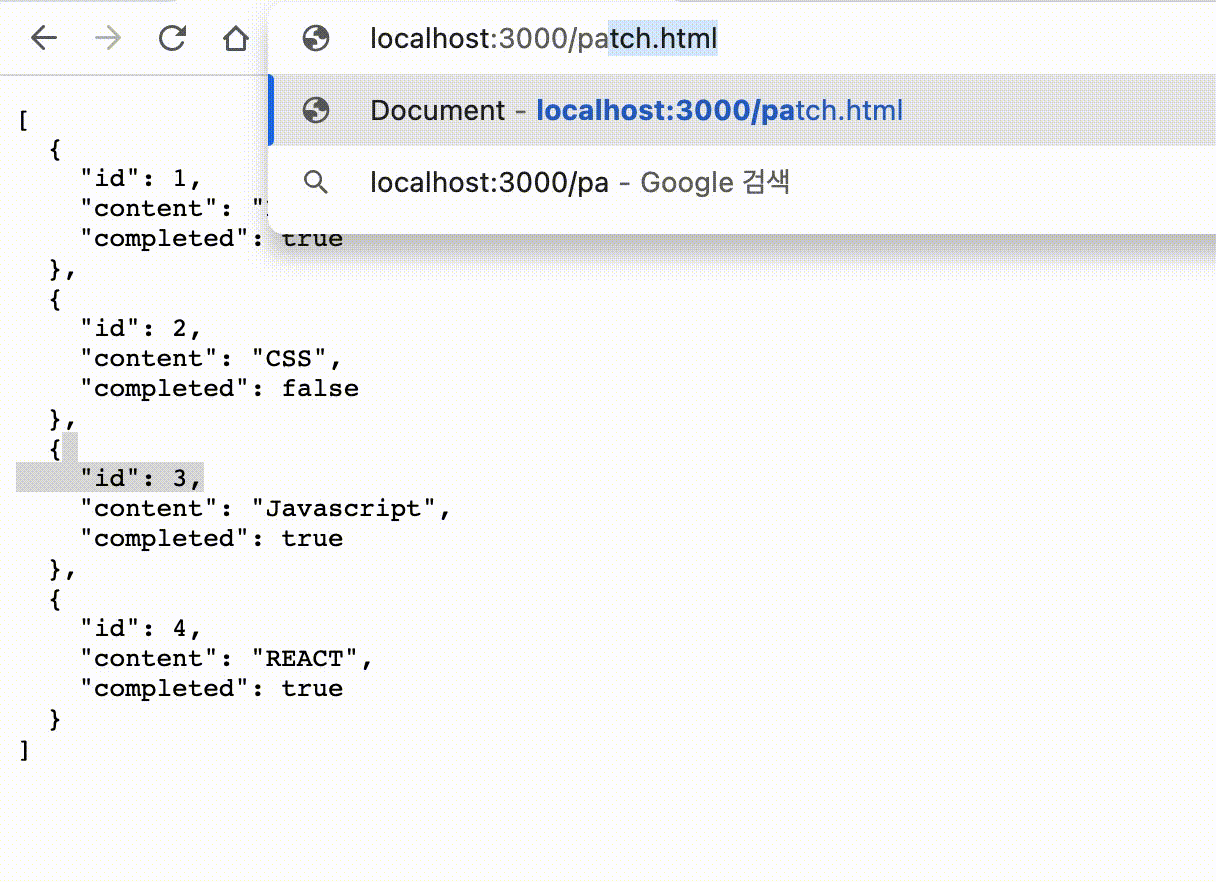 localhost:3000/patch.html
Document - localhost:3000/patch.html
localhost:3000/pa - Google 검색
[
  {
    "id": 1,
    "content": "
    "completed": true
  },
  {
    "id": 2,
    "content": "CSS",
    "completed": false
  },
  {
    "id": 3,
    "content": "Javascript",
    "completed": true
  },
  {
    "id": 4,
    "content": "REACT",
    "completed": true
  }
]